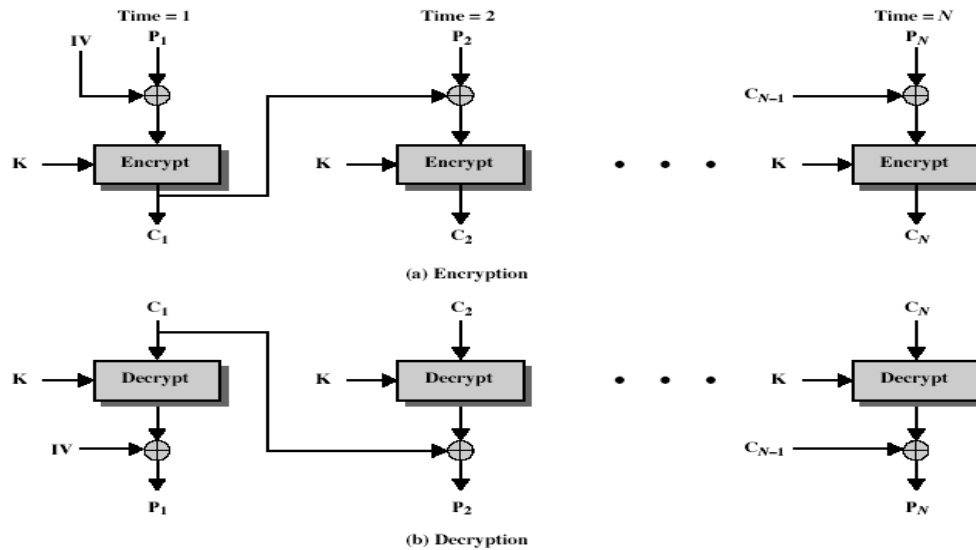 Time = 1 Time = 2 Time = N
IV P1 P2 PN
CN–1
K Encrypt K Encrypt • • • K Encrypt
C1 C2 CN
(a) Encryption
C1 C2 CN
K Decrypt K Decrypt • • • K Decrypt
IV CN–1
P1 P2 PN
(b) Decryption